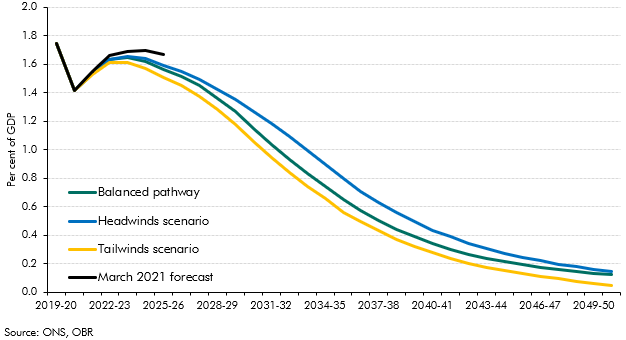 2.0
1.8
1.6
1.4
1.2
1.0
0.8
0.6
0.4
0.2
0.0
Per cent of GDP
Balanced pathway
Headwinds scenario
Tailwinds scenario
March 2021 forecast
2019-20 2022-23 2025-26 2028-29 2031-32 2034-35 2037-38 2040-41 2043-44 2046-47 2049-50
Source: ONS, OBR